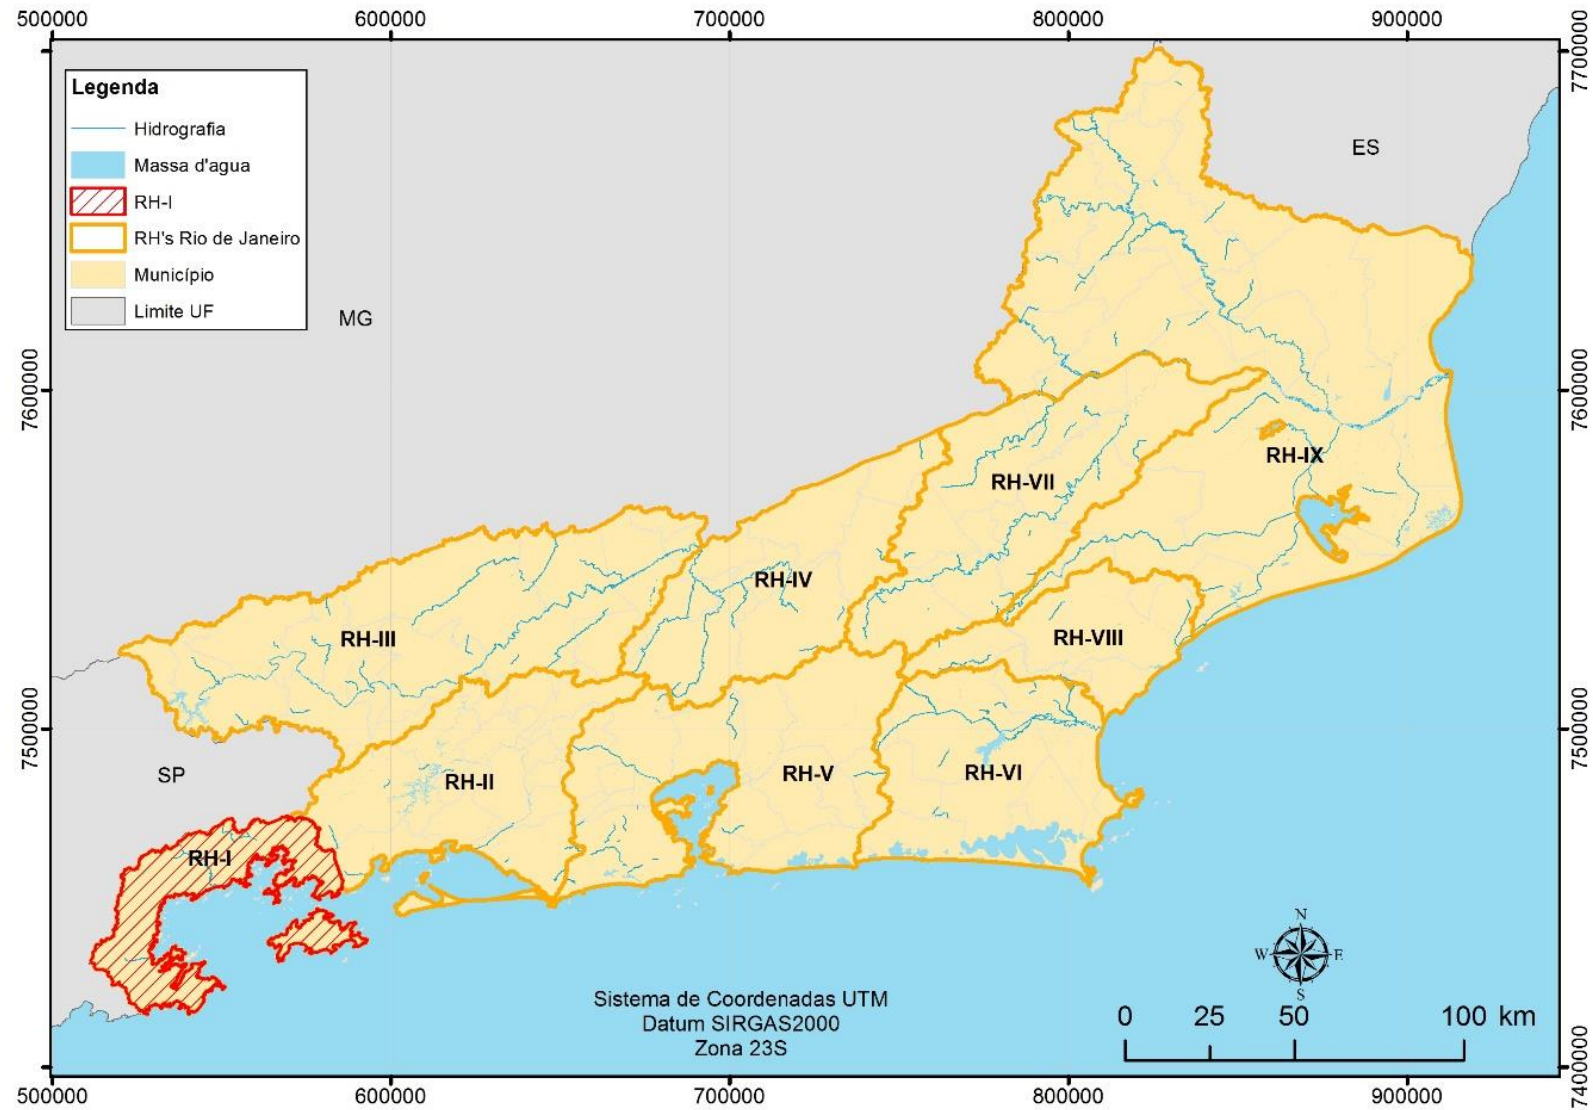 500000 600000 700000 800000 900000
7700000
7700000
Legenda
Hidrografia
Massa d'agua
RH-I
RH's Rio de Janeiro
Município
Limite UF
ES
MG
7600000
7600000
RH-IX
RH-VII
RH-IV
RH-III
RH-VIII
7500000
7500000
SP
RH-II
RH-V
RH-VI
RH-I
N
W E
S
Sistema de Coordenadas UTM
Datum SIRGAS2000
Zona 23S
0 25 50 100 km
7400000
500000 600000 700000 800000 900000